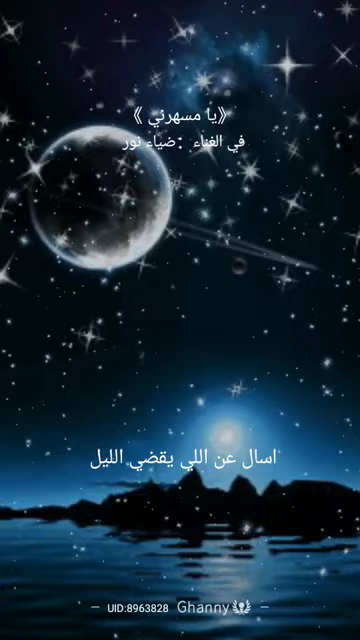 《يا مسهرني》
في الغناء : ضياء نور
اسال عن اللي يقضي الليل
— UID:8963828 Ghanny —